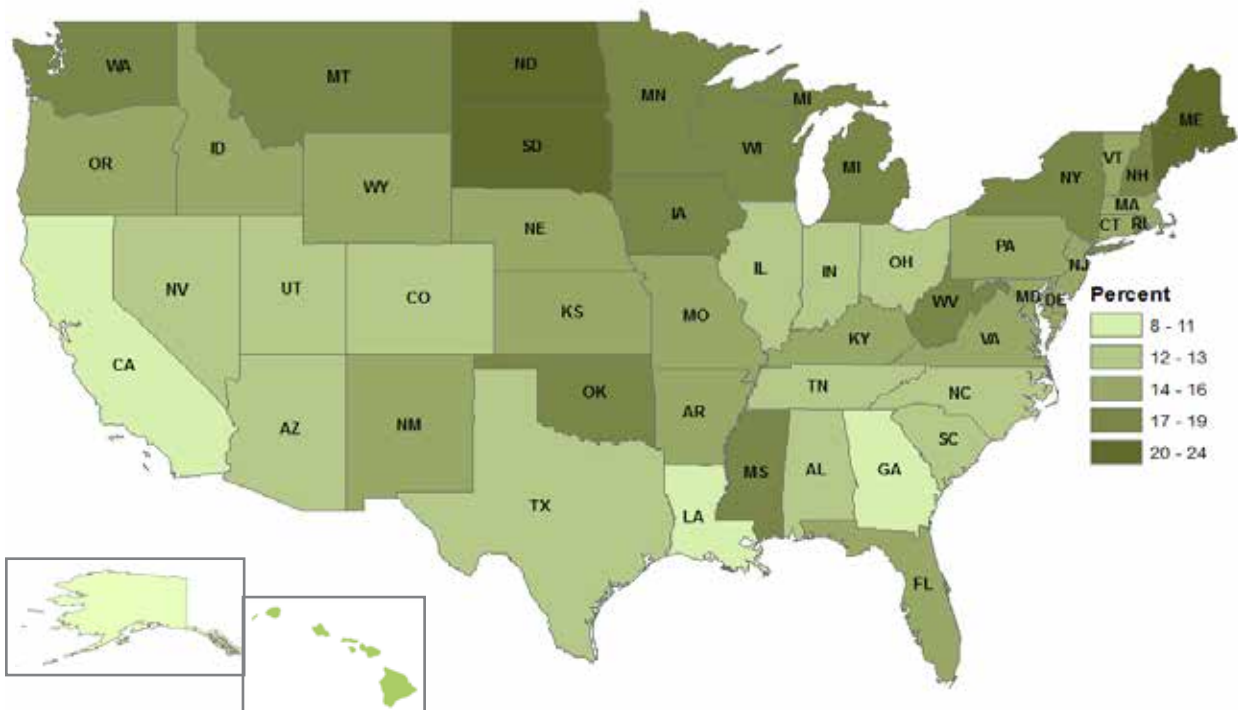 WA
MT
ND
MN
MI
ME
OR
ID
SD
WI
MI
VT
NH
NY
MA
CT
RI
WY
IA
NE
PA
NJ
NV
UT
CO
IL
IN
OH
WV
MD
DE
KS
MO
KY
VA
CA
AZ
NM
OK
AR
TN
NC
SC
TX
LA
MS
AL
GA
FL
Percent
8 - 11
12 - 13
14 - 16
17 - 19
20 - 24